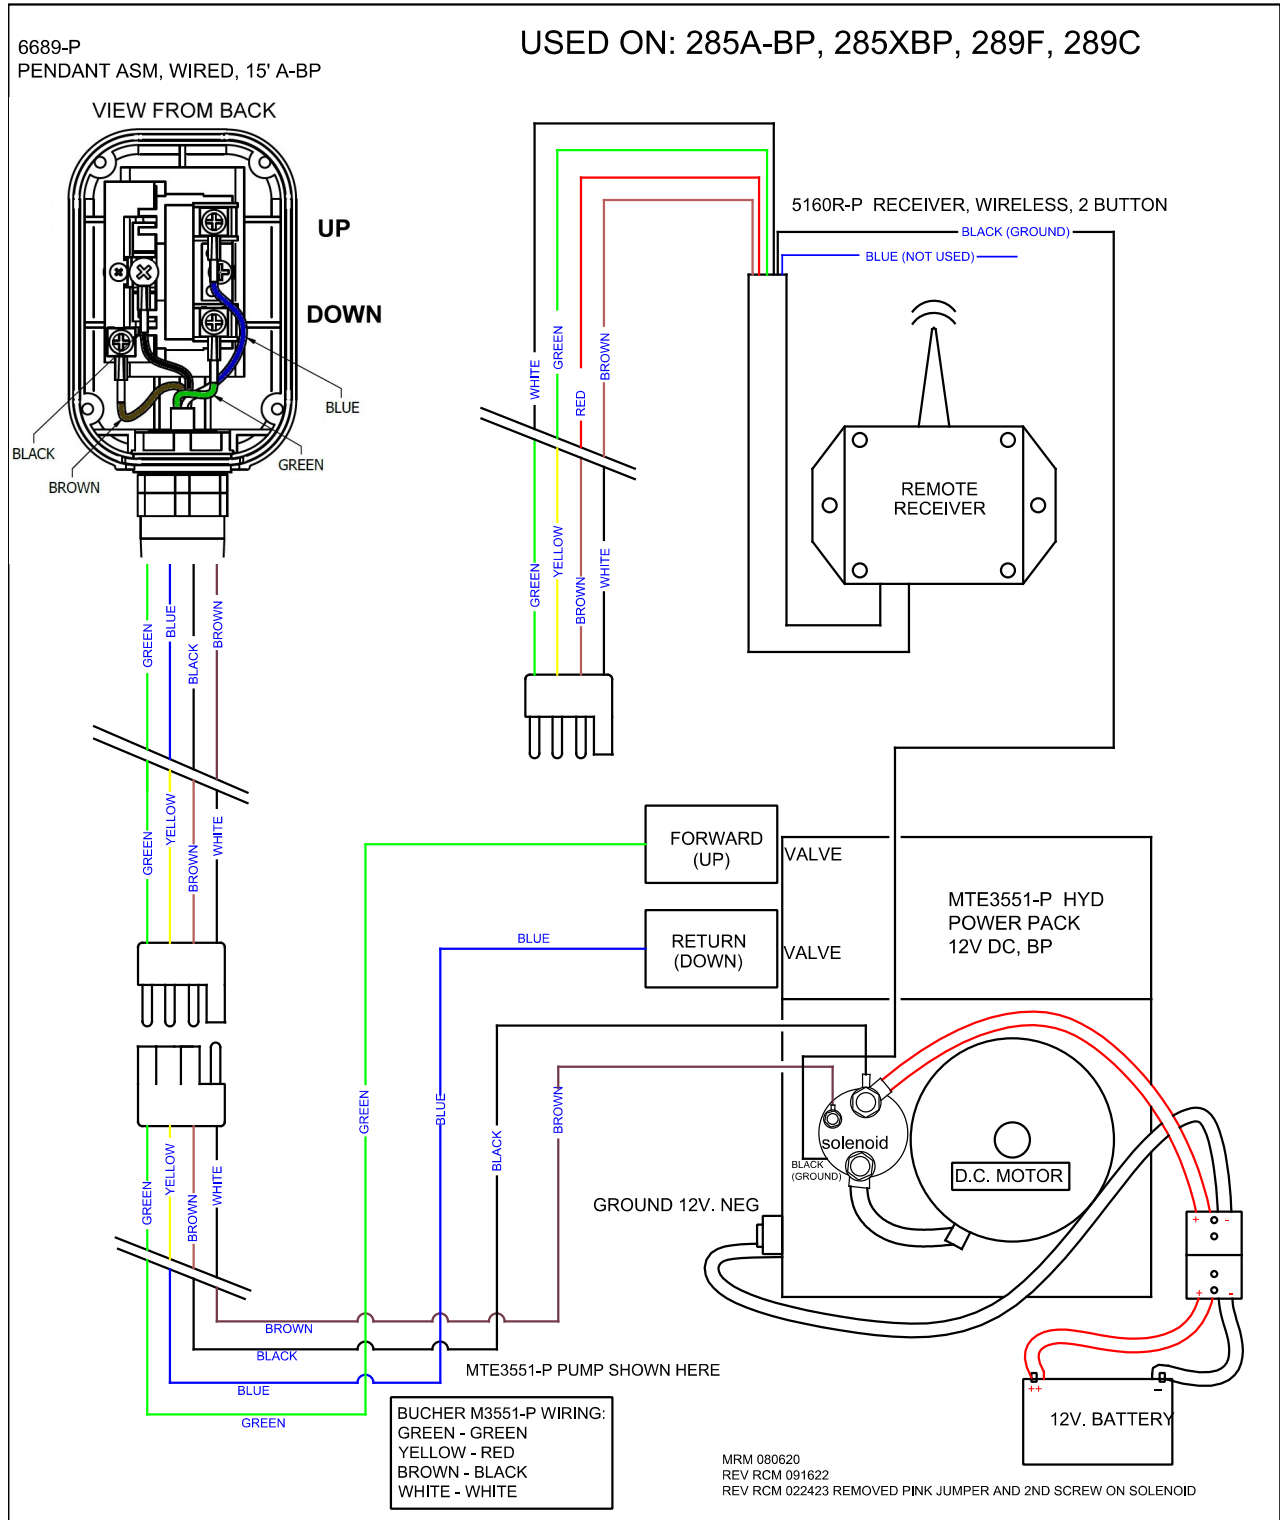 USED ON: 285A-BP, 285XBP, 289F, 289C
6689-P
PENDANT ASM, WIRED, 15' A-BP
VIEW FROM BACK
UP
DOWN
BLUE
BLACK
GREEN
BROWN
GREEN
BLUE
BLACK
BROWN
GREEN
YELLOW
BROWN
WHITE
5160R-P RECEIVER, WIRELESS, 2 BUTTON
BLACK (GROUND)
BLUE (NOT USED)
WHITE
GREEN
RED
BROWN
GREEN
YELLOW
BROWN
WHITE
REMOTE
RECEIVER
FORWARD
(UP)
VALVE
RETURN
(DOWN)
VALVE
MTE3551-P HYD
POWER PACK
12V DC, BP
BLUE
GREEN
BLUE
BLACK
BROWN
GREEN
YELLOW
BROWN
WHITE
solenoid
BLACK
(GROUND)
D.C. MOTOR
GROUND 12V. NEG
+ -
+ -
BROWN
BLACK
BLUE
GREEN
MTE3551-P PUMP SHOWN HERE
++ -
12V. BATTERY
BUCHER M3551-P WIRING:
GREEN - GREEN
YELLOW - RED
BROWN - BLACK
WHITE - WHITE
MRM 080620
REV RCM 091622
REV RCM 022423 REMOVED PINK JUMPER AND 2ND SCREW ON SOLENOID